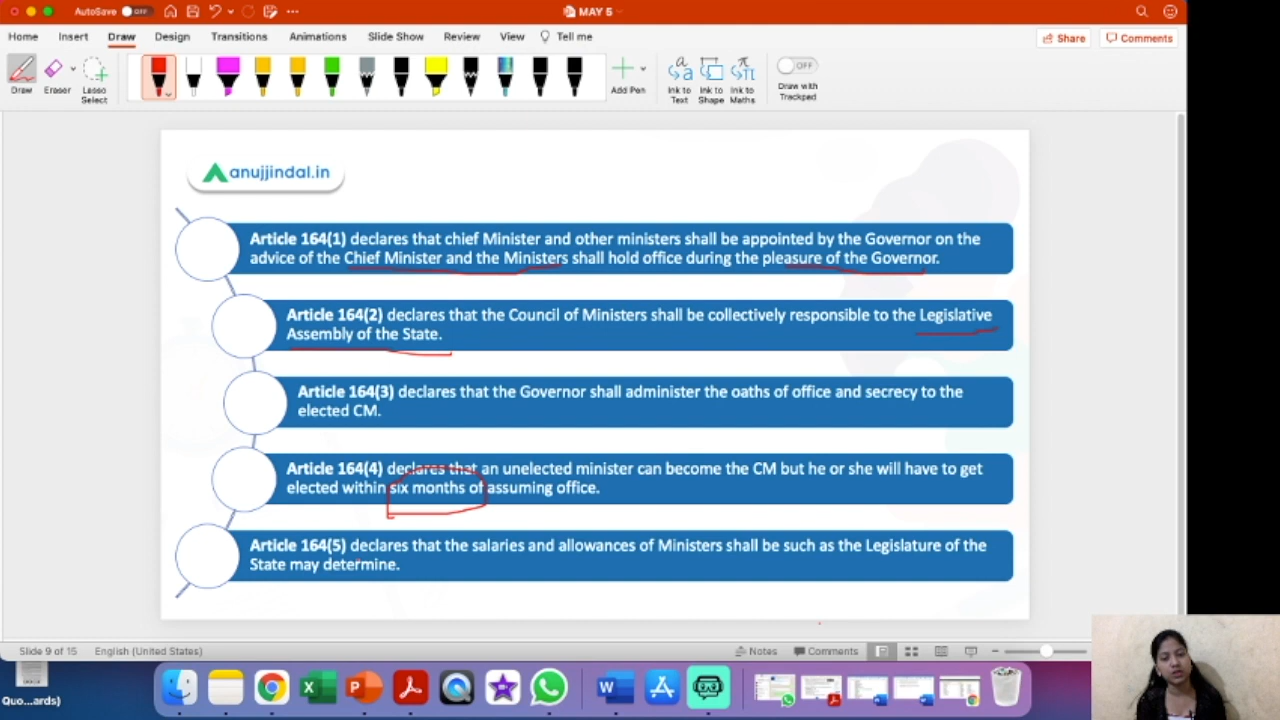 AutoSave OFF
MAY 5
Home Insert Draw Design Transitions Animations Slide Show Review View Tell me
Share Comments
Draw Eraser Lasso Select Add Pen Ink to Text Ink to Shape Ink to Maths OFF Draw with Trackpad
anujjindal.in
Article 164(1) declares that chief Minister and other ministers shall be appointed by the Governor on the
advice of the Chief Minister and the Ministers shall hold office during the pleasure of the Governor.
Article 164(2) declares that the Council of Ministers shall be collectively responsible to the Legislative
Assembly of the State.
Article 164(3) declares that the Governor shall administer the oaths of office and secrecy to the
elected CM.
Article 164(4) declares that an unelected minister can become the CM but he or she will have to get
elected within six months of assuming office.
Article 164(5) declares that the salaries and allowances of Ministers shall be such as the Legislature of the
State may determine.
Slide 9 of 15 English (United States) Notes Comments
Quo...ards)